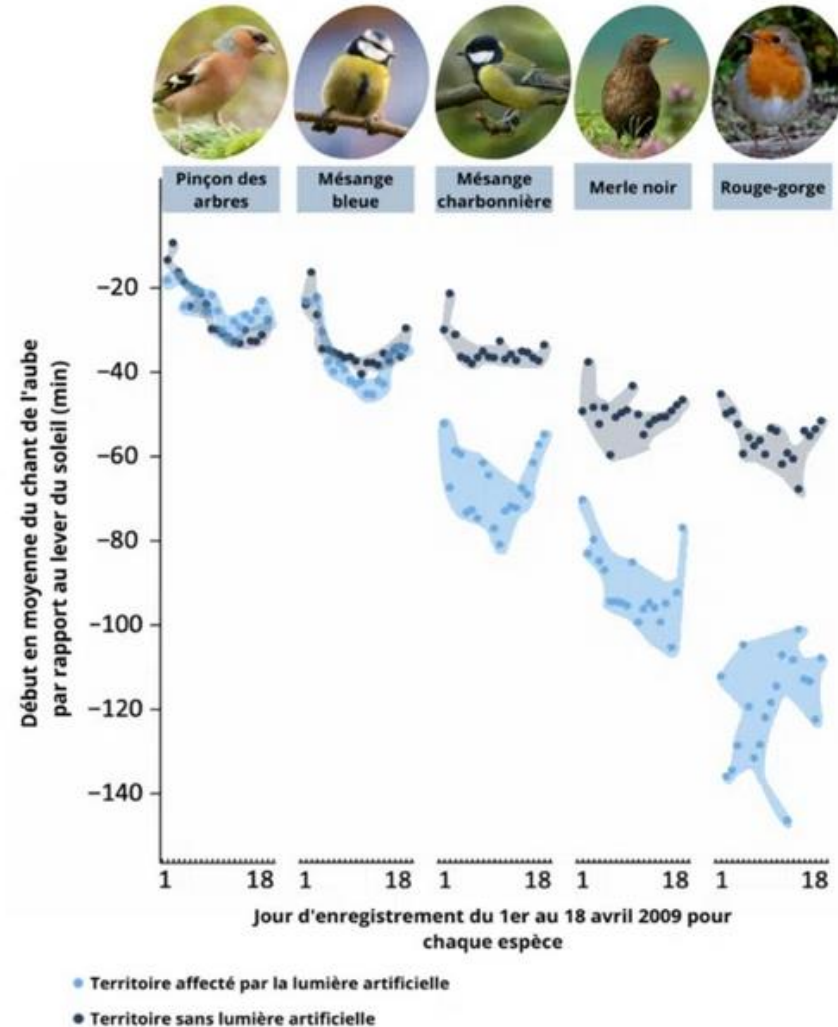 Pinçon des
arbres
Mésange
bleue
Mésange
charbonnière
Merle noir
Rouge-gorge
Début en moyenne du chant de l'aube
par rapport au lever du soleil (min)
−20
−40
−60
−80
−100
−120
−140
1 18 1 18 1 18 1 18 1 18
Jour d'enregistrement du 1er au 18 avril 2009 pour
chaque espèce
Territoire affecté par la lumière artificielle
Territoire sans lumière artificielle